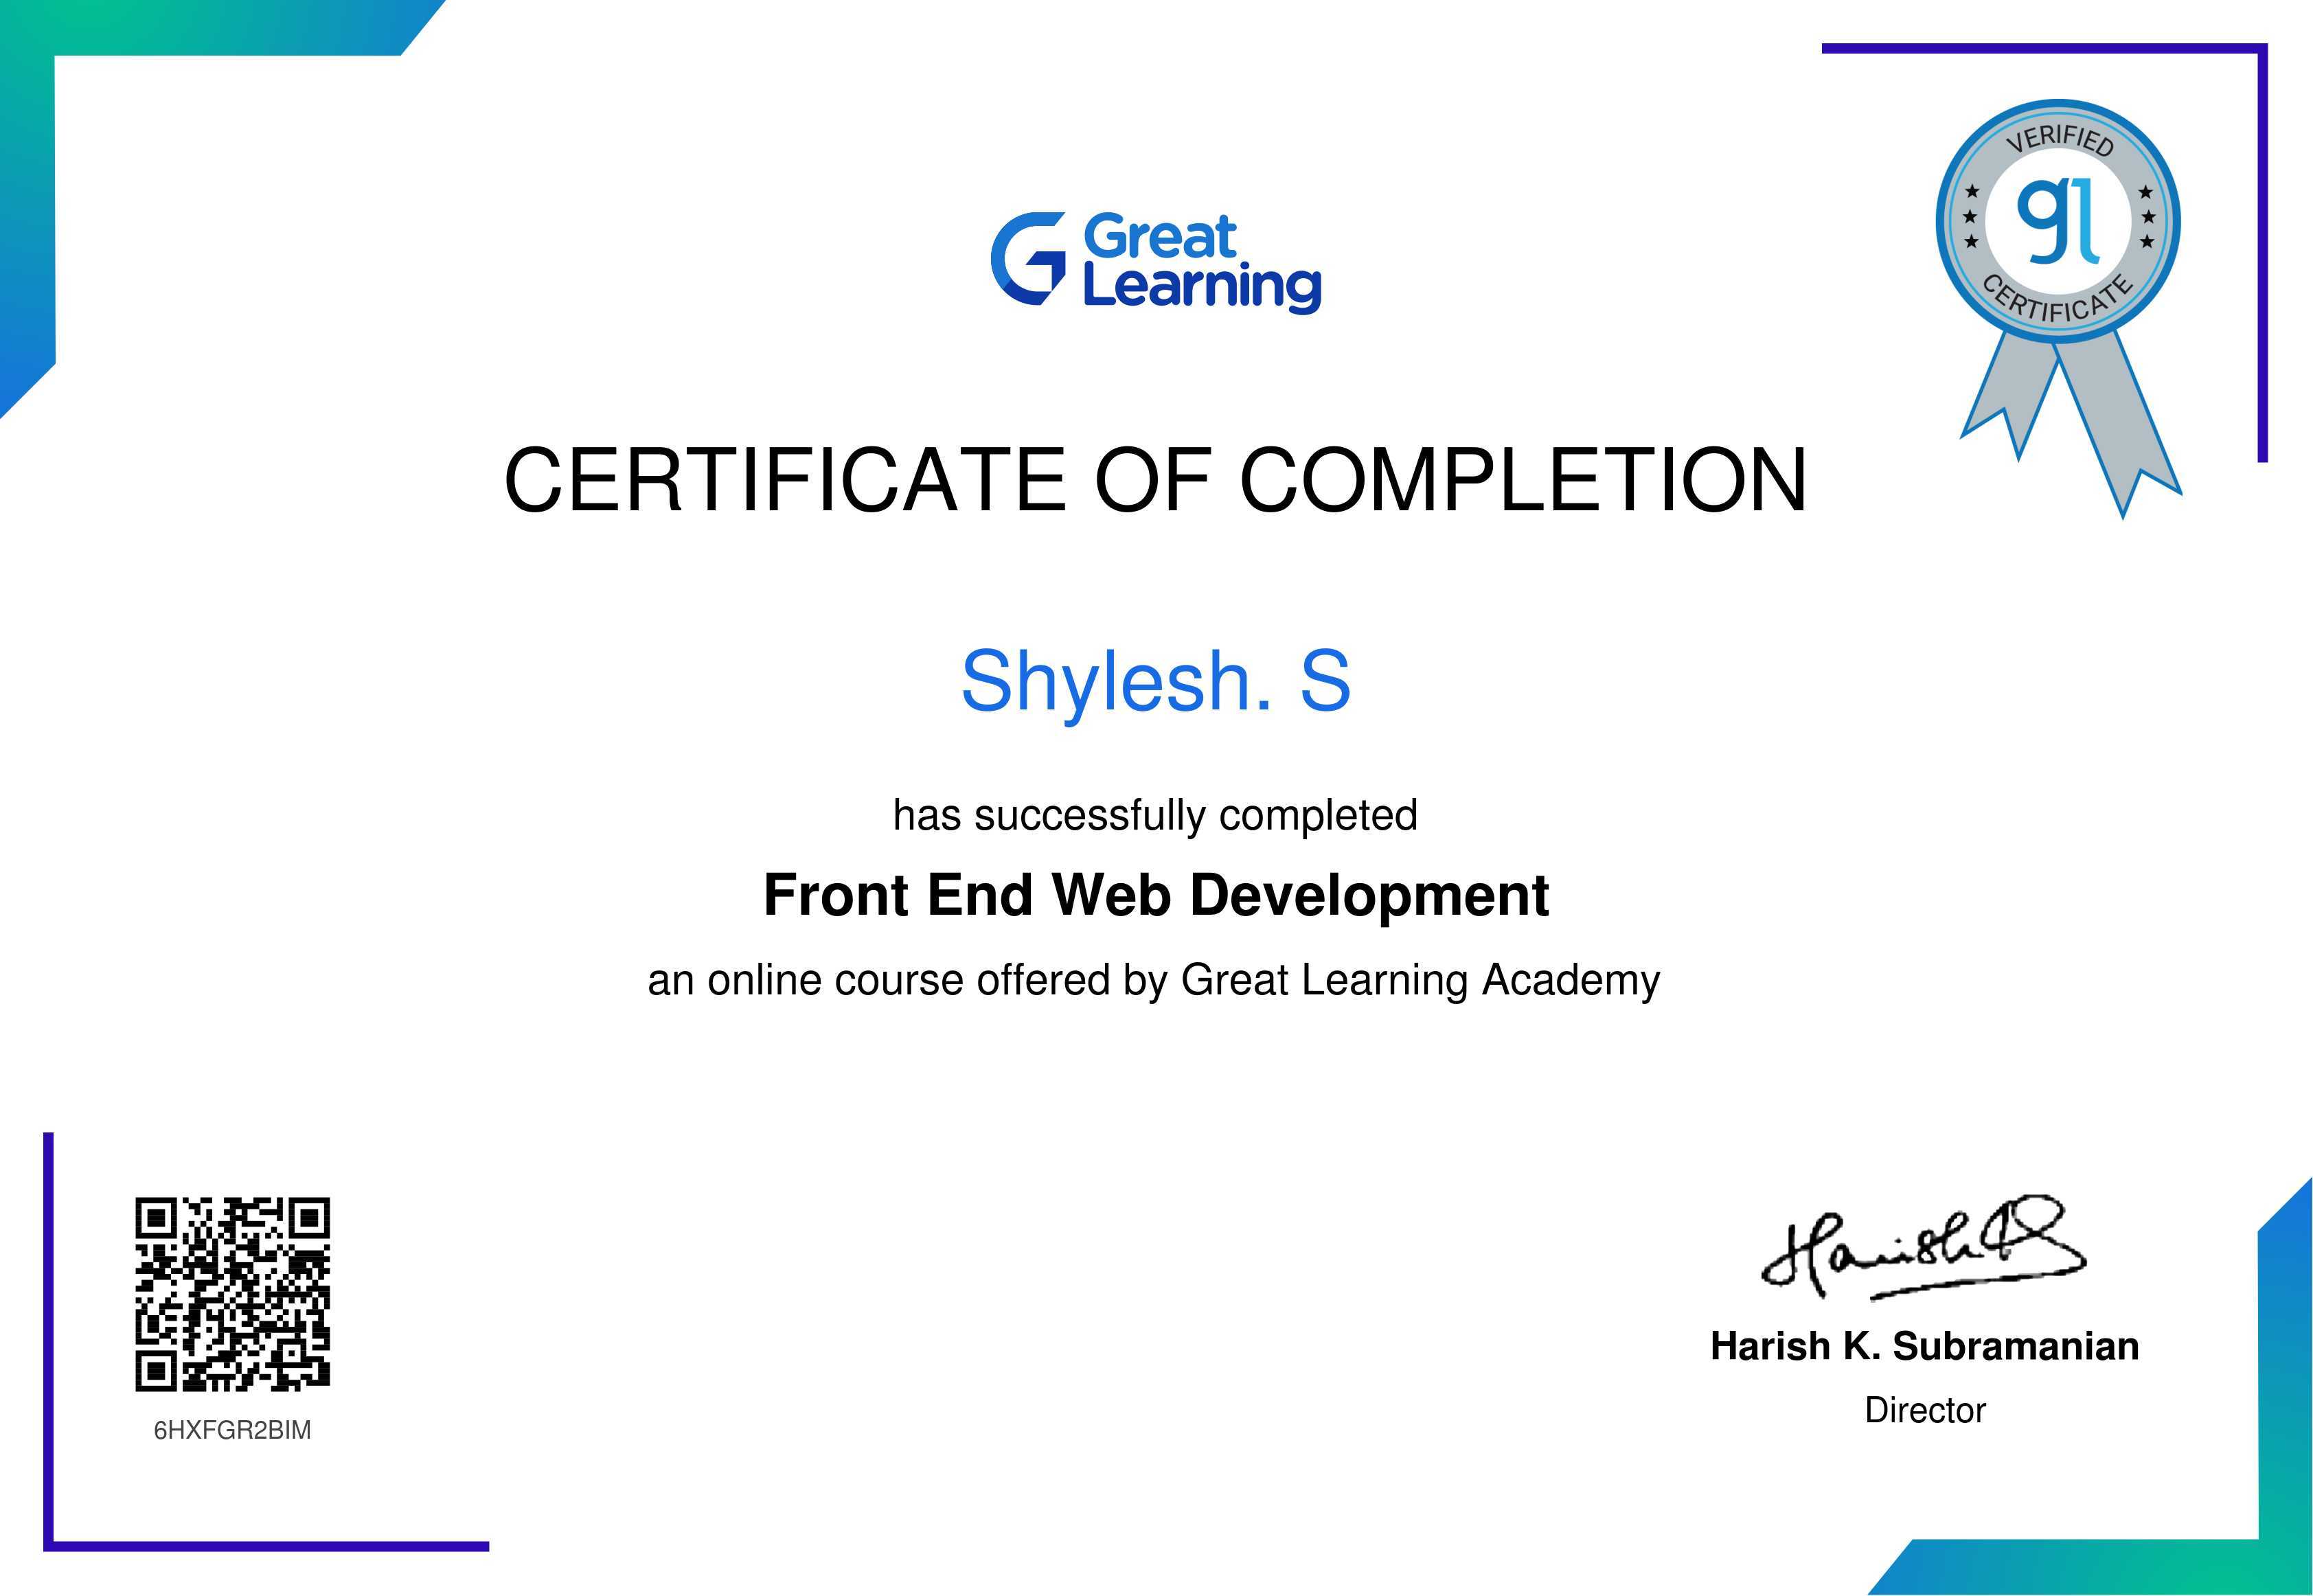 Great
Learning
VERIFIED
gl
CERTIFICATE
CERTIFICATE OF COMPLETION
Shylesh. S
has successfully completed
Front End Web Development
an online course offered by Great Learning Academy
6HXFGR2BIM
Harish K. Subramanian
Director